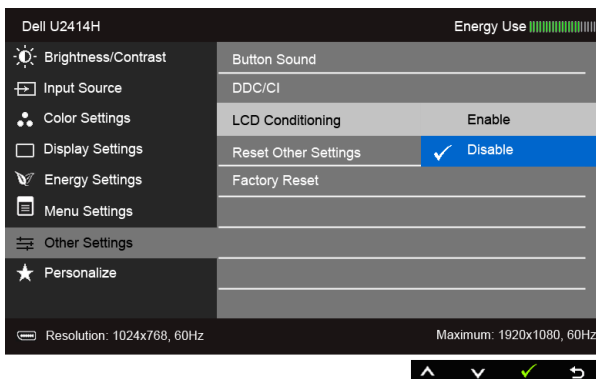 Dell U2414H Energy Use
Brightness/Contrast Button Sound
Input Source DDC/CI
Color Settings LCD Conditioning Enable
Display Settings Reset Other Settings Disable
Energy Settings Factory Reset
Menu Settings
Other Settings
Personalize
Resolution: 1024x768, 60Hz Maximum: 1920x1080, 60Hz